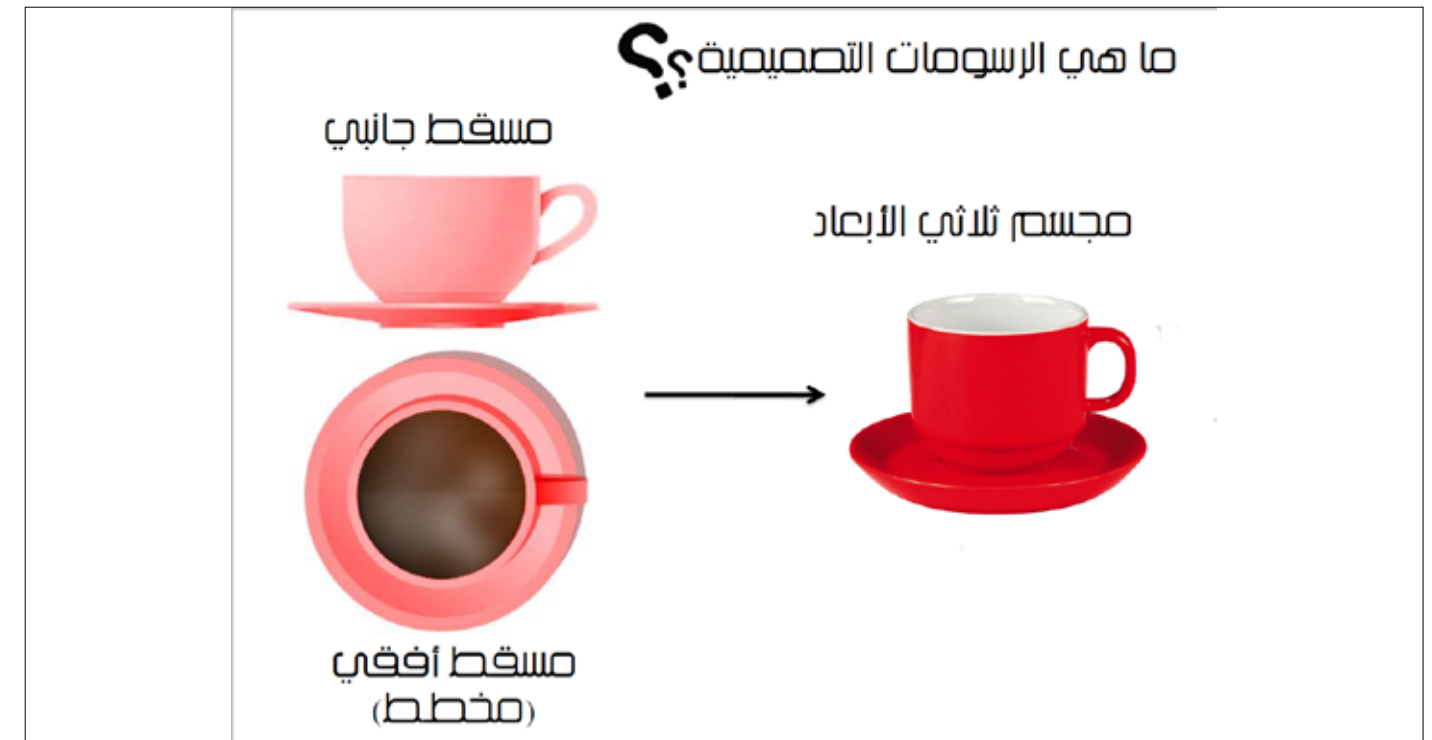 ما هي الرسومات التصميمية؟؟
مسقط جانبي
مجسم ثلاثي الأبعاد
مسقط أفقي
(مخطط)